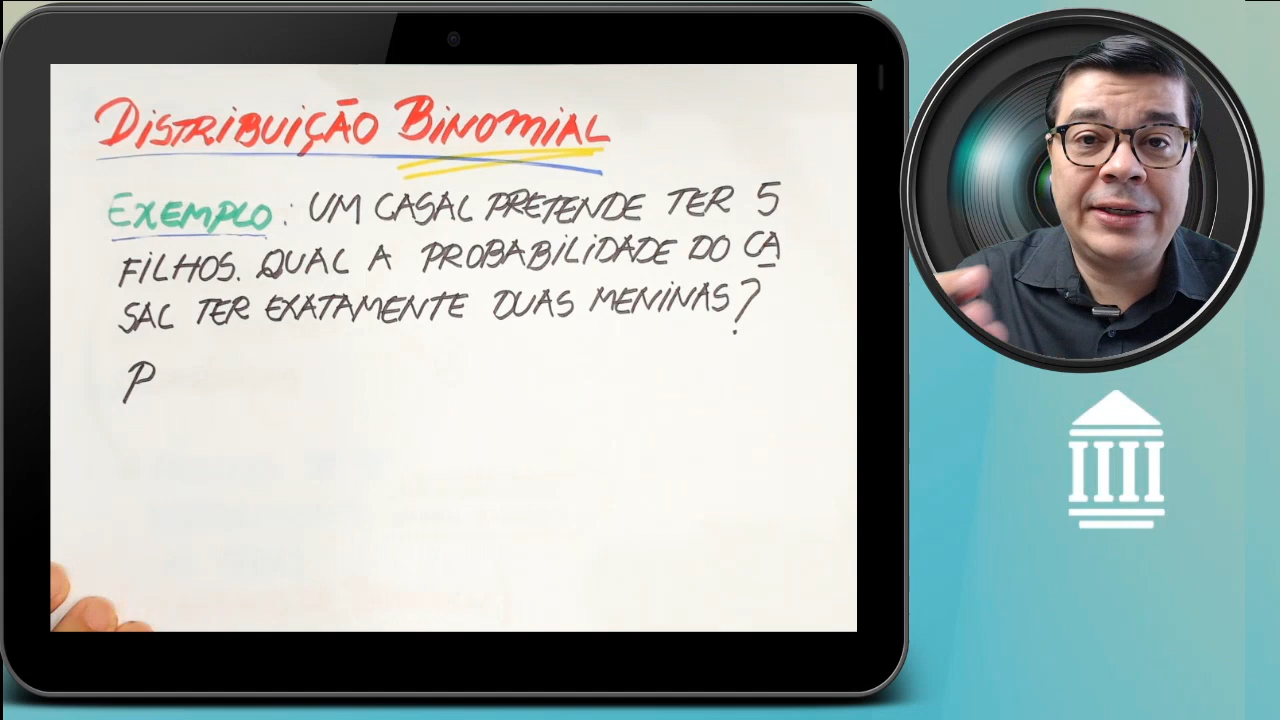 DISTRIBUIÇÃO BINOMIAL
EXEMPLO: UM CASAL PRETENDE TER 5
FILHOS. QUAL A PROBABILIDADE DO CA
SAL TER EXATAMENTE DUAS MENINAS?
P